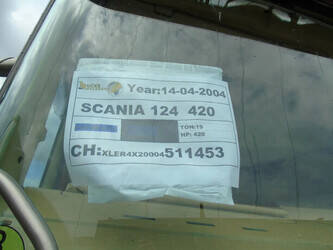 Year:14-04-2004
SCANIA 124 420
TON:19
HP: 420
CH:XLER4X20004511453